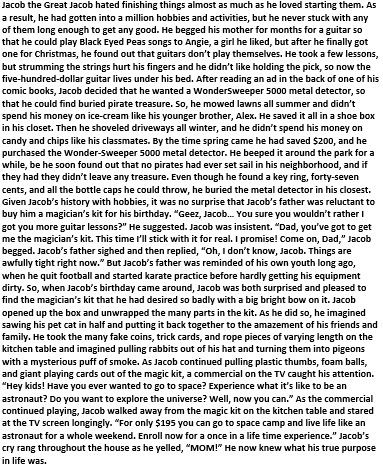 Jacob the Great Jacob hated finishing things almost as much as he loved starting them. As
a result, he had gotten into a million hobbies and activities, but he never stuck with any
of them long enough to get any good. He begged his mother for months for a guitar so
that he could play Black Eyed Peas songs to Angie, a girl he liked, but after he finally got
one for Christmas, he found out that guitars don't play themselves. He took a few lessons,
but strumming the strings hurt his fingers and he didn't like holding the pick, so now the
five-hundred-dollar guitar lives under his bed. After reading an ad in the back of one of his
comic books, Jacob decided that he wanted a WonderSweeper 5000 metal detector, so
that he could find buried pirate treasure. So, he mowed lawns all summer and didn't
spend his money on ice-cream like his younger brother, Alex. He saved it all in a shoe box
in his closet. Then he shoveled driveways all winter, and he didn't spend his money on
candy and chips like his classmates. By the time spring came he had saved $200, and he
purchased the Wonder-Sweeper 5000 metal detector. He beeped it around the park for a
while, be he soon found out that no pirates had ever set sail in his neighborhood, and if
they had they didn't leave any treasure. Even though he found a key ring, forty-seven
cents, and all the bottle caps he could throw, he buried the metal detector in his closest.
Given Jacob's history with hobbies, it was no surprise that Jacob's father was reluctant to
buy him a magician's kit for his birthday. "Geez, Jacob... You sure you wouldn't rather I
got you more guitar lessons?" He suggested. Jacob was insistent. "Dad, you've got to get
me the magician's kit. This time I'll stick with it for real. I promise! Come on, Dad," Jacob
begged. Jacob's father sighed and then replied, "Oh, I don't know, Jacob. Things are
awfully tight right now." But Jacob's father was reminded of his own youth long ago,
when he quit football and started karate practice before hardly getting his equipment
dirty. So, when Jacob's birthday came around, Jacob was both surprised and pleased to
find the magician's kit that he had desired so badly with a big bright bow on it. Jacob
opened up the box and unwrapped the many parts in the kit. As he did so, he imagined
sawing his pet cat in half and putting it back together to the amazement of his friends and
family. He took the many fake coins, trick cards, and rope pieces of varying length on the
kitchen table and imagined pulling rabbits out of his hat and turning them into pigeons
with a mysterious puff of smoke. As Jacob continued pulling plastic thumbs, foam balls,
and giant playing cards out of the magic kit, a commercial on the TV caught his attention.
"Hey kids! Have you ever wanted to go to space? Experience what it's like to be an
astronaut? Do you want to explore the universe? Well, now you can." As the commercial
continued playing, Jacob walked away from the magic kit on the kitchen table and stared
at the TV screen longingly. "For only $195 you can go to space camp and live life like an
astronaut for a whole weekend. Enroll now for a once in a life time experience." Jacob's
cry rang throughout the house as he yelled, "MOM!" He now knew what his true purpose
in life was.